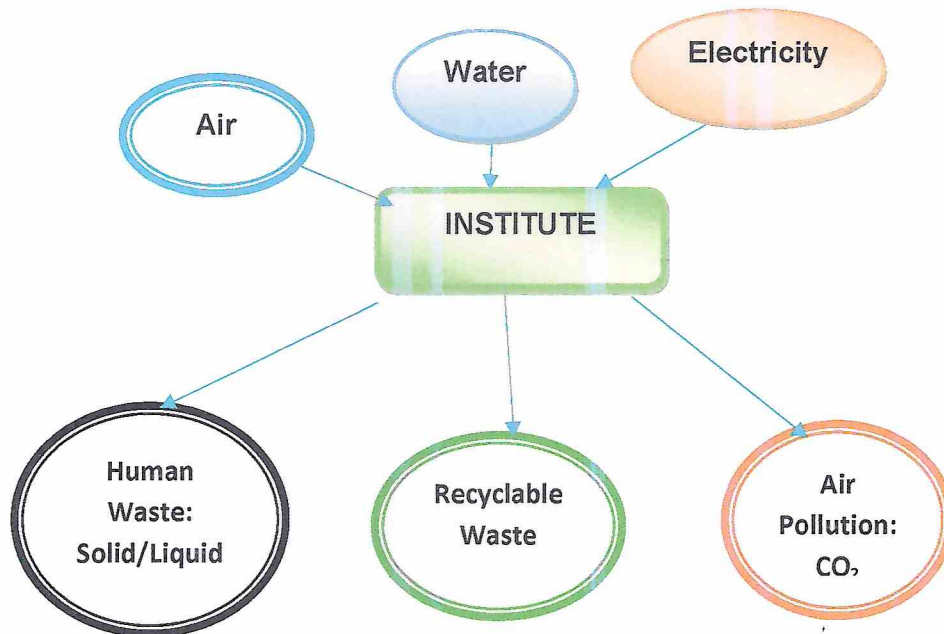 Electricity
Water
Air
INSTITUTE
Human
Waste:
Solid/Liquid
Recyclable
Waste
Air
Pollution:
CO₂